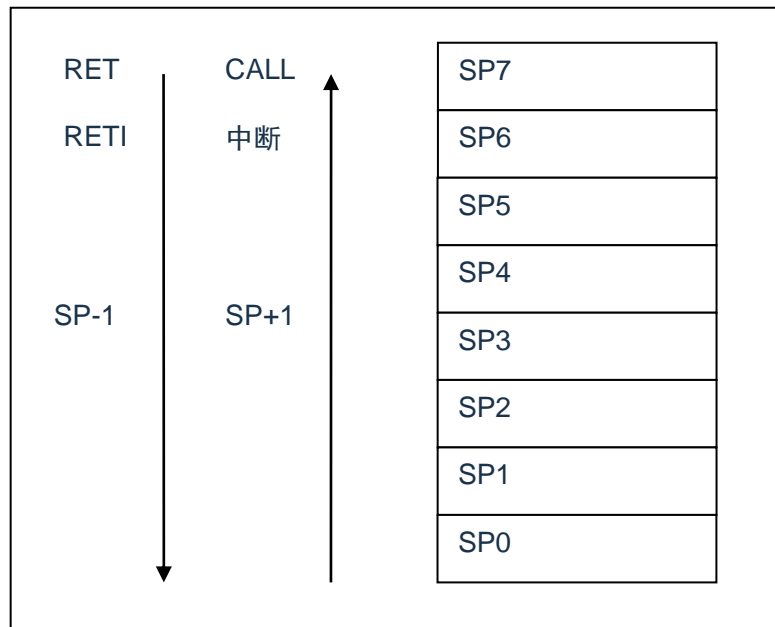 RET CALL SP7
RETI 中断 SP6
SP5
SP4
SP-1 SP+1 SP3
SP2
SP1
SP0